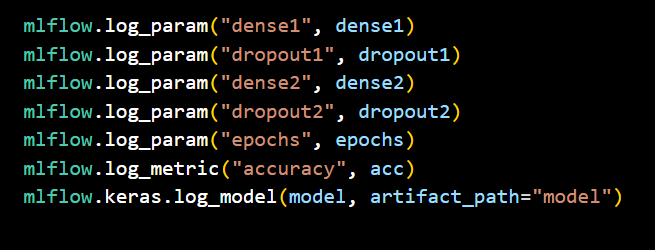 mlflow.log_param("dense1", dense1)
mlflow.log_param("dropout1", dropout1)
mlflow.log_param("dense2", dense2)
mlflow.log_param("dropout2", dropout2)
mlflow.log_param("epochs", epochs)
mlflow.log_metric("accuracy", acc)
mlflow.keras.log_model(model, artifact_path="model")